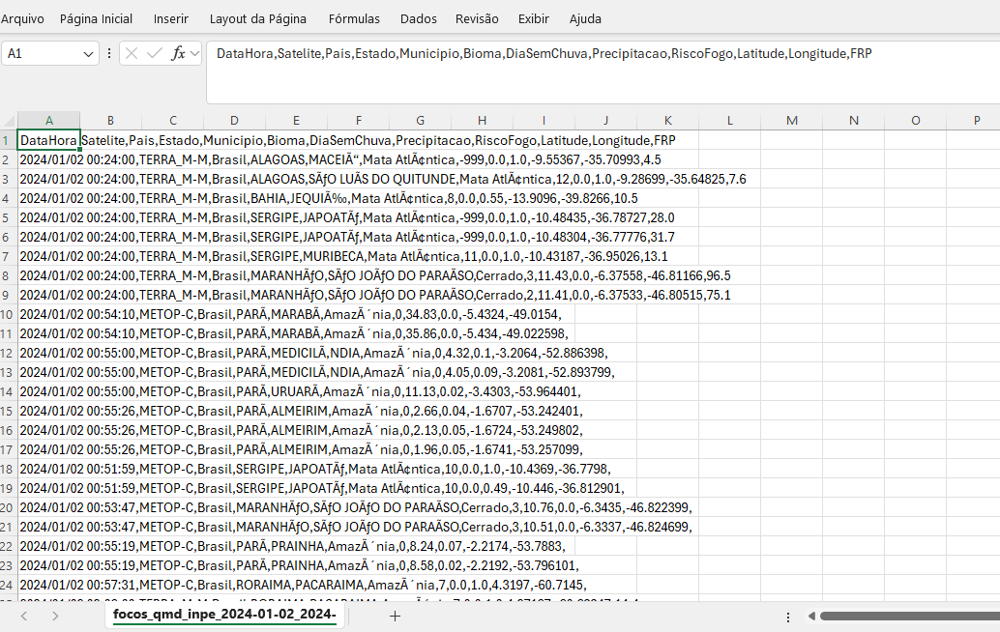 Arquivo Página Inicial Inserir Layout da Página Fórmulas Dados Revisão Exibir Ajuda
A1 fx DataHora,Satelite,Pais,Estado,Municipio,Bioma,DiaSemChuva,Precipitacao,RiscoFogo,Latitude,Longitude,FRP
A B C D E F G H I J K L M N O P
1 DataHora,Satelite,Pais,Estado,Municipio,Bioma,DiaSemChuva,Precipitacao,RiscoFogo,Latitude,Longitude,FRP
2 2024/01/02 00:24:00,TERRA_M-M,Brasil,ALAGOAS,MACEIÃ“,Mata AtlÃ¢ntica,-999,0.0,1.0,-9.55367,-35.70993,4.5
3 2024/01/02 00:24:00,TERRA_M-M,Brasil,ALAGOAS,SÃƒO LUÃS DO QUITUNDE,Mata AtlÃ¢ntica,12,0.0,1.0,-9.28699,-35.64825,7.6
4 2024/01/02 00:24:00,TERRA_M-M,Brasil,BAHIA,JEQUIÃ‰,Mata AtlÃ¢ntica,8,0.0,0.55,-13.9096,-39.8266,10.5
5 2024/01/02 00:24:00,TERRA_M-M,Brasil,SERGIPE,JAPOATÃƒ,Mata AtlÃ¢ntica,-999,0.0,1.0,-10.48435,-36.78727,28.0
6 2024/01/02 00:24:00,TERRA_M-M,Brasil,SERGIPE,JAPOATÃƒ,Mata AtlÃ¢ntica,-999,0.0,1.0,-10.48304,-36.77776,31.7
7 2024/01/02 00:24:00,TERRA_M-M,Brasil,SERGIPE,MURIBECA,Mata AtlÃ¢ntica,11,0.0,1.0,-10.43187,-36.95026,13.1
8 2024/01/02 00:24:00,TERRA_M-M,Brasil,MARANHÃƒO,SÃƒO JOÃƒO DO PARAÃSO,Cerrado,3,11.43,0.0,-6.37558,-46.81166,96.5
9 2024/01/02 00:24:00,TERRA_M-M,Brasil,MARANHÃƒO,SÃƒO JOÃƒO DO PARAÃSO,Cerrado,2,11.41,0.0,-6.37533,-46.80515,75.1
10 2024/01/02 00:54:10,METOP-C,Brasil,PARÃ,MARABÃ,AmazÃ´nia,0,34.83,0.0,-5.4324,-49.0154,
11 2024/01/02 00:54:10,METOP-C,Brasil,PARÃ,MARABÃ,AmazÃ´nia,0,35.86,0.0,-5.434,-49.022598,
12 2024/01/02 00:55:00,METOP-C,Brasil,PARÃ,MEDICILÃ‚NDIA,AmazÃ´nia,0,4.32,0.1,-3.2064,-52.886398,
13 2024/01/02 00:55:00,METOP-C,Brasil,PARÃ,MEDICILÃ‚NDIA,AmazÃ´nia,0,4.05,0.09,-3.2081,-52.893799,
14 2024/01/02 00:55:00,METOP-C,Brasil,PARÃ,URUARÃ,AmazÃ´nia,0,11.13,0.02,-3.4303,-53.964401,
15 2024/01/02 00:55:26,METOP-C,Brasil,PARÃ,ALMEIRIM,AmazÃ´nia,0,2.66,0.04,-1.6707,-53.242401,
16 2024/01/02 00:55:26,METOP-C,Brasil,PARÃ,ALMEIRIM,AmazÃ´nia,0,2.13,0.05,-1.6724,-53.249802,
17 2024/01/02 00:55:26,METOP-C,Brasil,PARÃ,ALMEIRIM,AmazÃ´nia,0,1.96,0.05,-1.6741,-53.257099,
18 2024/01/02 00:51:59,METOP-C,Brasil,SERGIPE,JAPOATÃƒ,Mata AtlÃ¢ntica,10,0.0,1.0,-10.4369,-36.7798,
19 2024/01/02 00:51:59,METOP-C,Brasil,SERGIPE,JAPOATÃƒ,Mata AtlÃ¢ntica,10,0.0,0.49,-10.446,-36.812901,
20 2024/01/02 00:53:47,METOP-C,Brasil,MARANHÃƒO,SÃƒO JOÃƒO DO PARAÃSO,Cerrado,3,10.76,0.0,-6.3435,-46.822399,
21 2024/01/02 00:53:47,METOP-C,Brasil,MARANHÃƒO,SÃƒO JOÃƒO DO PARAÃSO,Cerrado,3,10.51,0.0,-6.3337,-46.824699,
22 2024/01/02 00:55:19,METOP-C,Brasil,PARÃ,PRAINHA,AmazÃ´nia,0,8.24,0.07,-2.2174,-53.7883,
23 2024/01/02 00:55:19,METOP-C,Brasil,PARÃ,PRAINHA,AmazÃ´nia,0,8.58,0.02,-2.2192,-53.796101,
24 2024/01/02 00:57:31,METOP-C,Brasil,RORAIMA,PACARAIMA,AmazÃ´nia,7,0.0,1.0,4.3197,-60.7145,
focos_qmd_inpe_2024-01-02_2024-